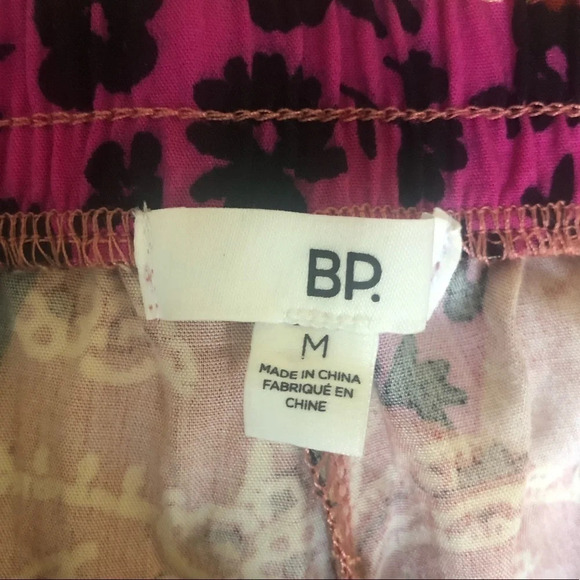 BP.
M
MADE IN CHINA
FABRIQUÉ EN
CHINE